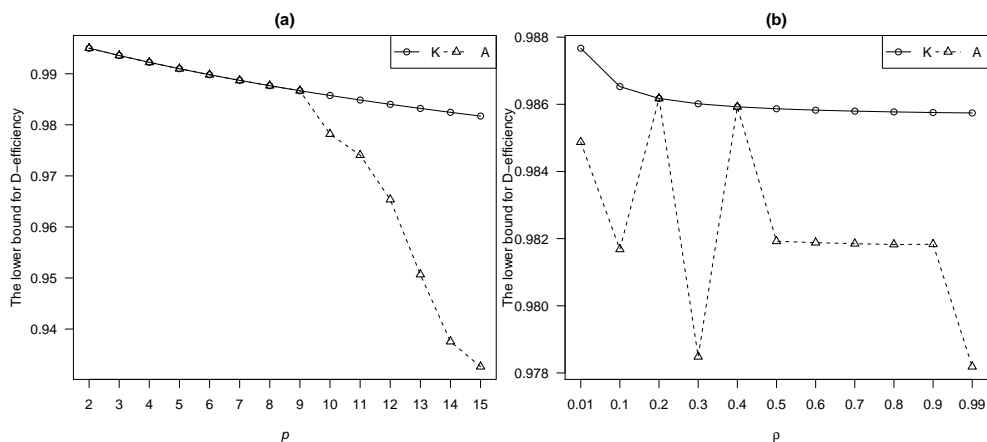 (a)
The lower bound for D−efficiency
0.99
0.98
0.97
0.96
0.95
0.94
K
A
2 3 4 5 6 7 8 9 10 11 12 13 14 15
p
(b)
The lower bound for D−efficiency
0.988
0.986
0.984
0.982
0.980
0.978
K
A
0.01 0.1 0.2 0.3 0.4 0.5 0.6 0.7 0.8 0.9 0.99
ρ